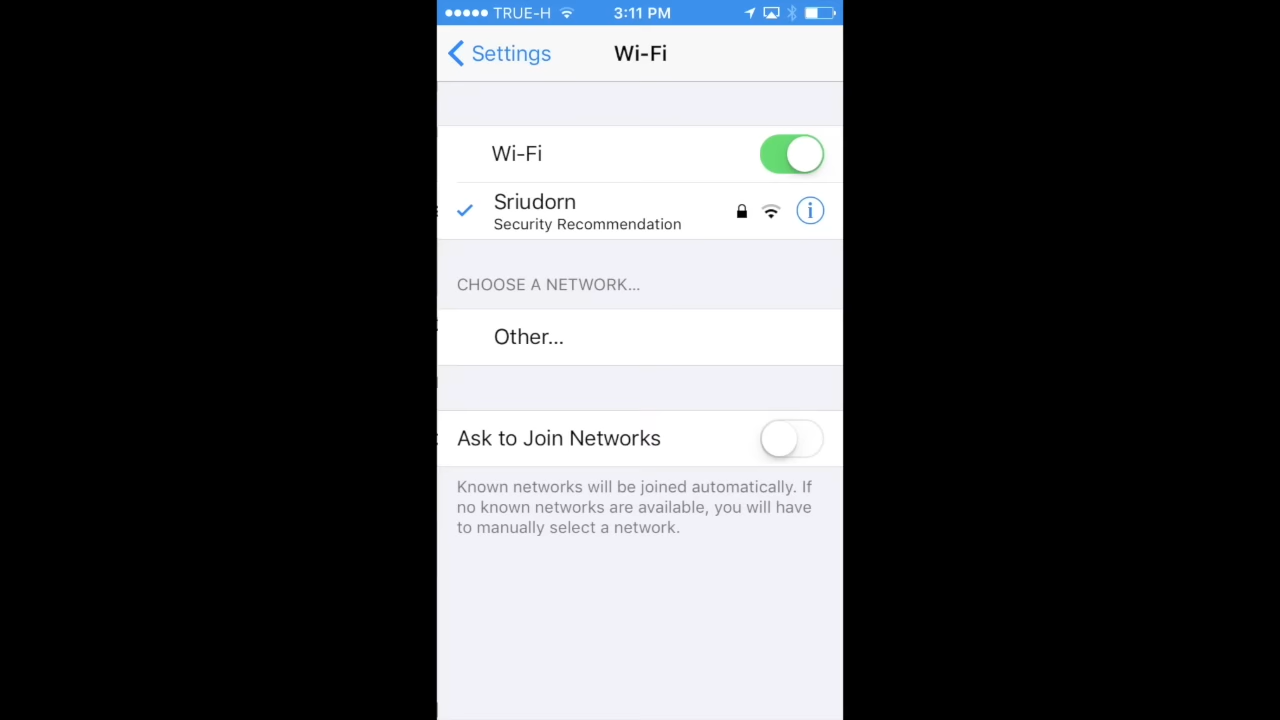 TRUE-H 3:11 PM
Settings Wi-Fi
Wi-Fi
Sriudorn
Security Recommendation
CHOOSE A NETWORK...
Other...
Ask to Join Networks
Known networks will be joined automatically. If
no known networks are available, you will have
to manually select a network.